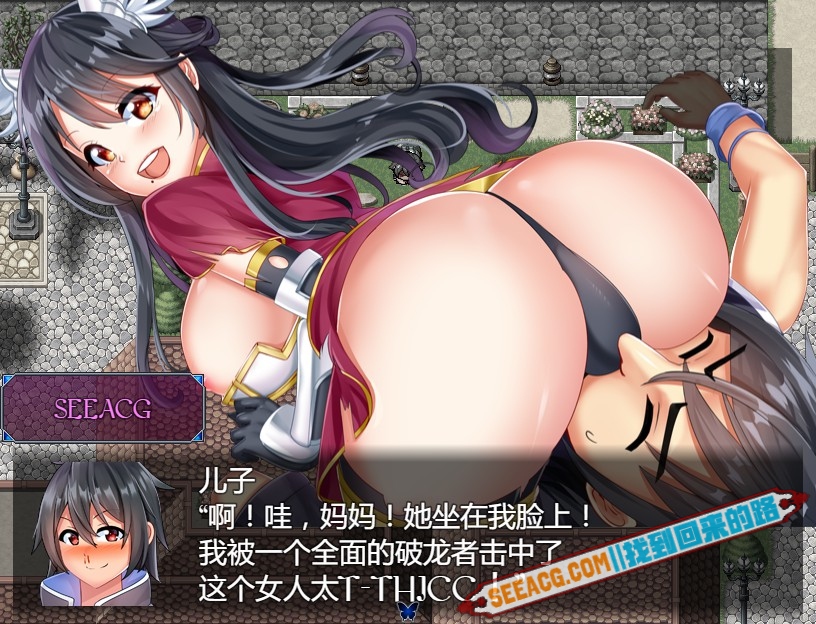 SEEACG
儿子
“啊！哇，妈妈！她坐在我脸上！
我被一个全面的破龙者击中了
这个女人太T-THJCC！”
SEEACG.COM||找到回来的路